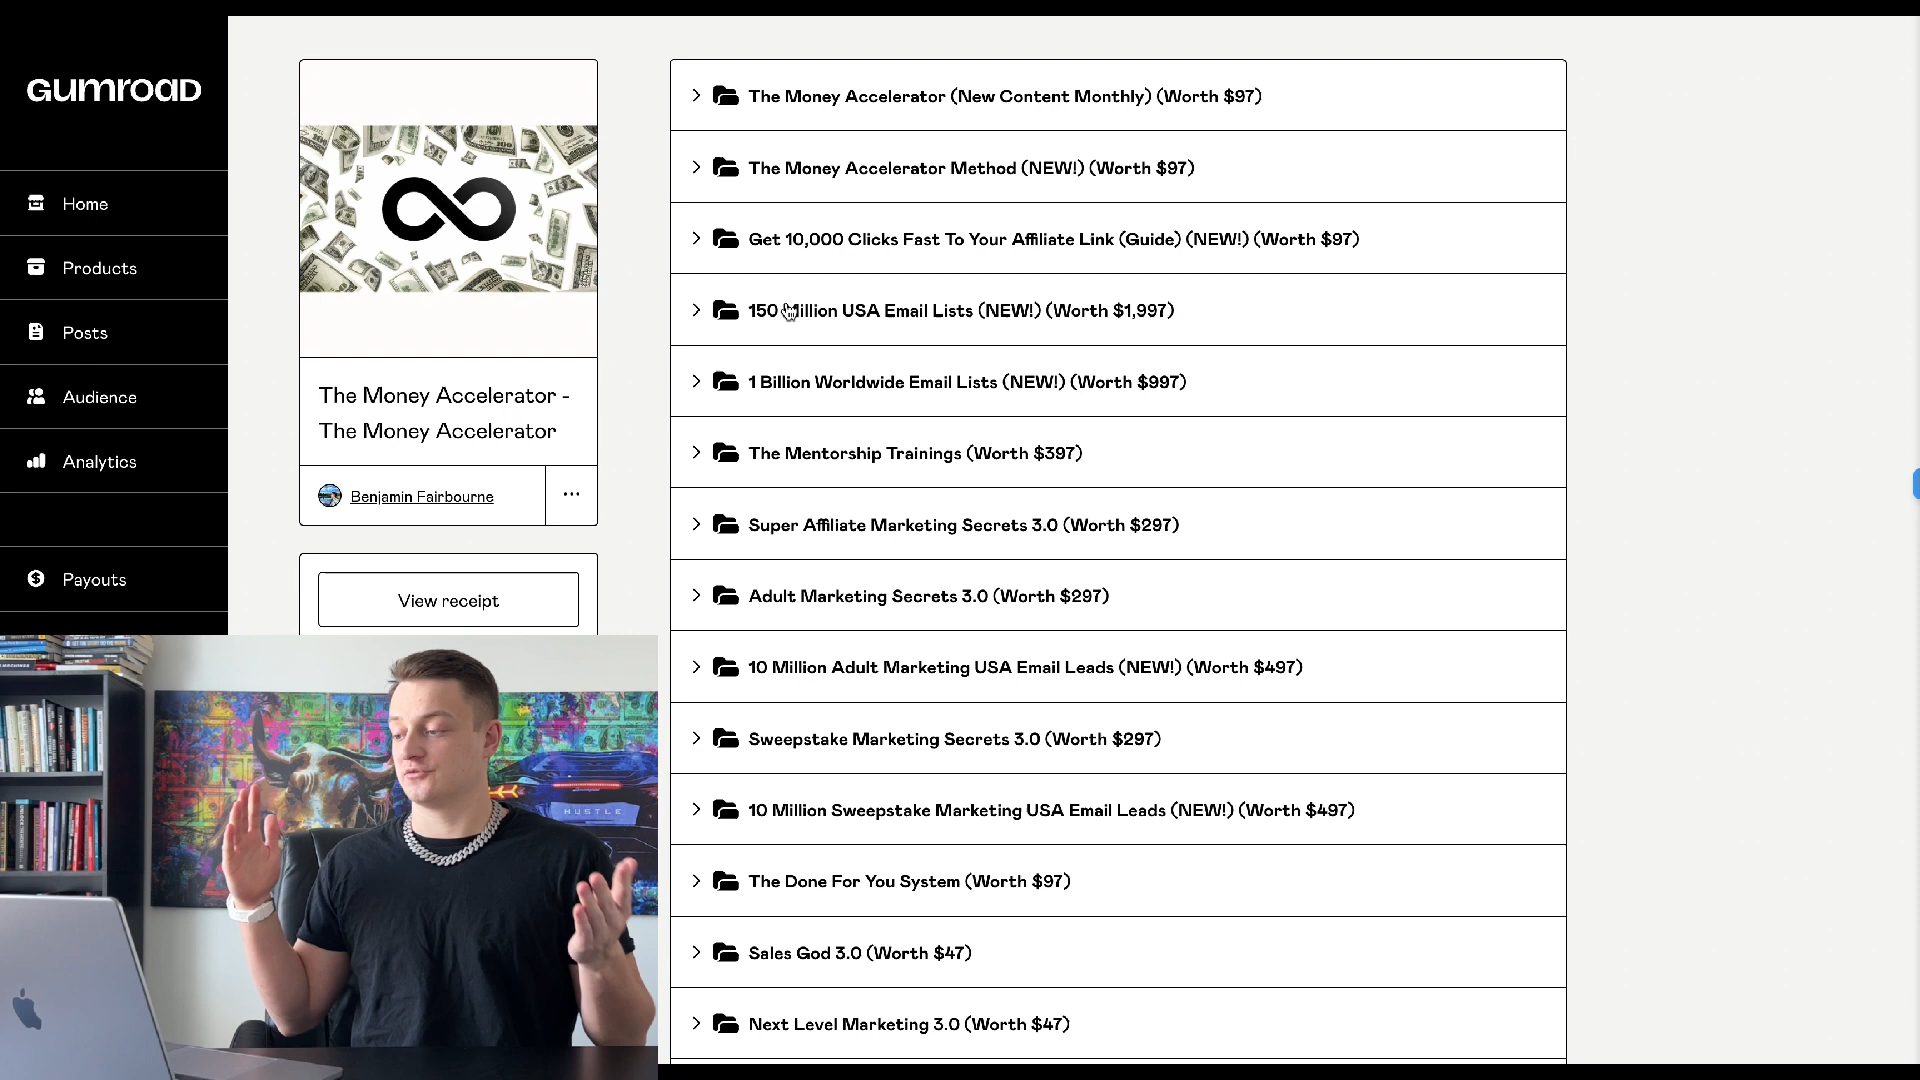 GUMROAD
Home
Products
Posts
Audience
Analytics
Payouts
The Money Accelerator -
The Money Accelerator
Benjamin Fairbourne
...
View receipt
The Money Accelerator (New Content Monthly) (Worth $97)
The Money Accelerator Method (NEW!) (Worth $97)
Get 10,000 Clicks Fast To Your Affiliate Link (Guide) (NEW!) (Worth $97)
150 Million USA Email Lists (NEW!) (Worth $1,997)
1 Billion Worldwide Email Lists (NEW!) (Worth $997)
The Mentorship Trainings (Worth $397)
Super Affiliate Marketing Secrets 3.0 (Worth $297)
Adult Marketing Secrets 3.0 (Worth $297)
10 Million Adult Marketing USA Email Leads (NEW!) (Worth $497)
Sweepstake Marketing Secrets 3.0 (Worth $297)
10 Million Sweepstake Marketing USA Email Leads (NEW!) (Worth $497)
The Done For You System (Worth $97)
Sales God 3.0 (Worth $47)
Next Level Marketing 3.0 (Worth $47)
HUSTLE